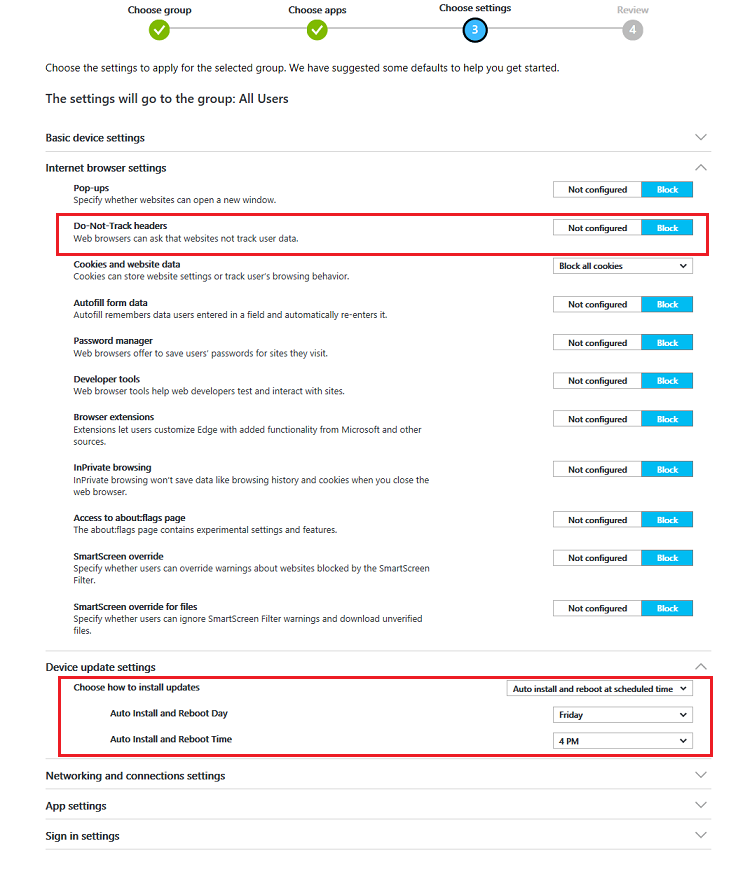 Choose group
Choose apps
Choose settings
Review
3
4
Choose the settings to apply for the selected group. We have suggested some defaults to help you get started.
The settings will go to the group: All Users
Basic device settings
Internet browser settings
Pop-ups
Specify whether websites can open a new window.
Not configured
Block
Do-Not-Track headers
Web browsers can ask that websites not track user data.
Not configured
Block
Cookies and website data
Cookies can store website settings or track user's browsing behavior.
Block all cookies
Autofill form data
Autofill remembers data users entered in a field and automatically re-enters it.
Not configured
Block
Password manager
Web browsers offer to save users' passwords for sites they visit.
Not configured
Block
Developer tools
Web browser tools help web developers test and interact with sites.
Not configured
Block
Browser extensions
Extensions let users customize Edge with added functionality from Microsoft and other
sources.
Not configured
Block
InPrivate browsing
InPrivate browsing won't save data like browsing history and cookies when you close the
web browser.
Not configured
Block
Access to about:flags page
The about:flags page contains experimental settings and features.
Not configured
Block
SmartScreen override
Specify whether users can override warnings about websites blocked by the SmartScreen
Filter.
Not configured
Block
SmartScreen override for files
Specify whether users can ignore SmartScreen Filter warnings and download unverified
files.
Not configured
Block
Device update settings
Choose how to install updates
Auto install and reboot at scheduled time
Auto Install and Reboot Day
Friday
Auto Install and Reboot Time
4 PM
Networking and connections settings
App settings
Sign in settings